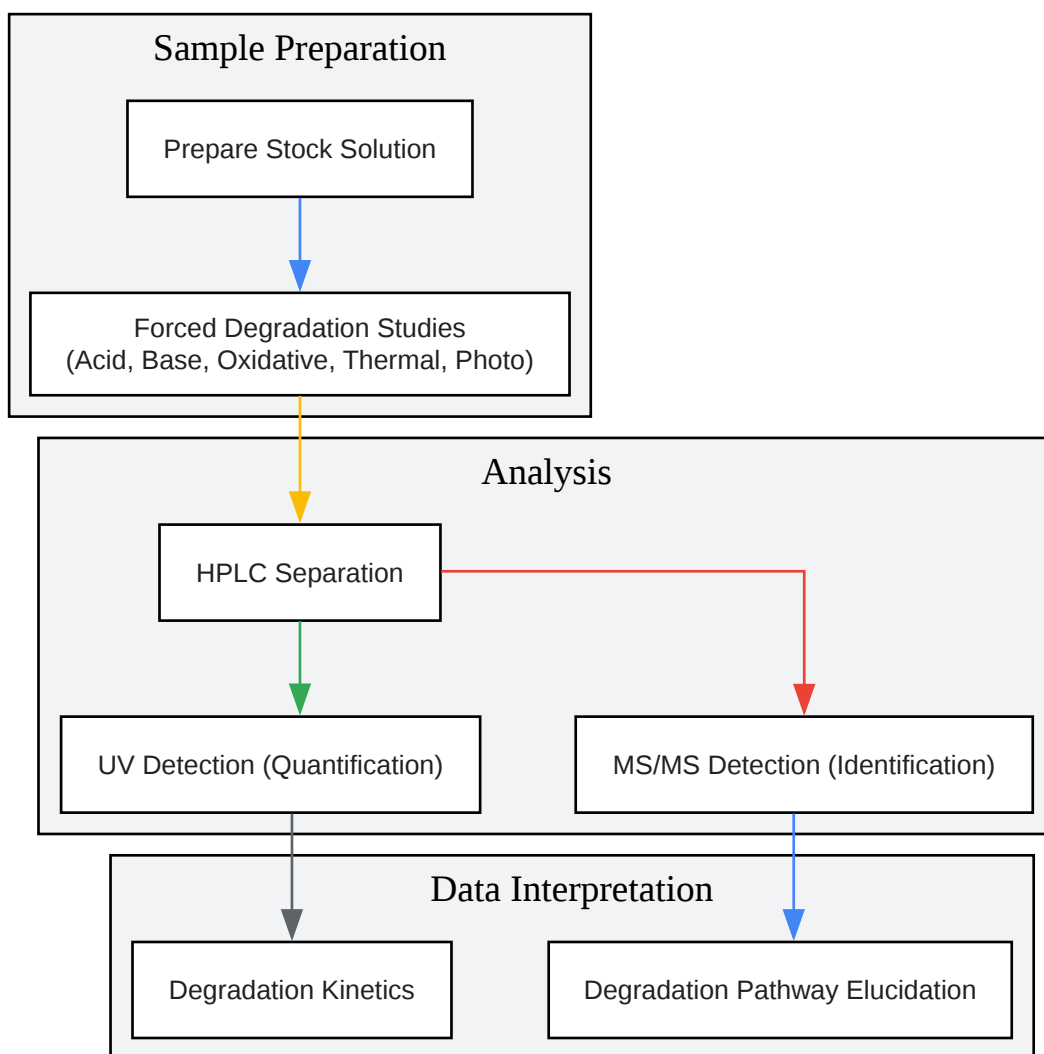 Sample Preparation
Prepare Stock Solution
Forced Degradation Studies
(Acid, Base, Oxidative, Thermal, Photo)
Analysis
HPLC Separation
UV Detection (Quantification)
MS/MS Detection (Identification)
Data Interpretation
Degradation Kinetics
Degradation Pathway Elucidation